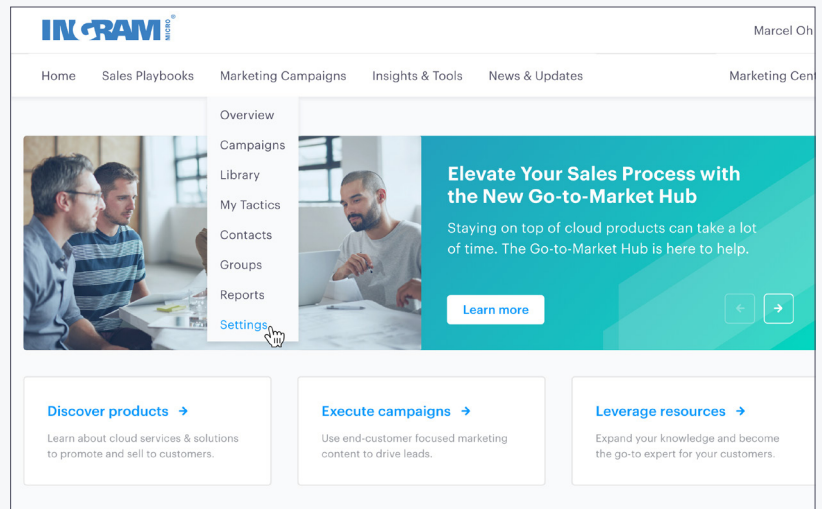 INGRAM MICRO®
Marcel Oh
Home Sales Playbooks Marketing Campaigns Insights & Tools News & Updates Marketing Cent
Overview
Campaigns
Library
My Tactics
Contacts
Groups
Reports
Settings
Elevate Your Sales Process with
the New Go-to-Market Hub
Staying on top of cloud products can take a lot
of time. The Go-to-Market Hub is here to help.
Learn more
Discover products →
Learn about cloud services & solutions
to promote and sell to customers.
Execute campaigns →
Use end-customer focused marketing
content to drive leads.
Leverage resources →
Expand your knowledge and become
the go-to expert for your customers.